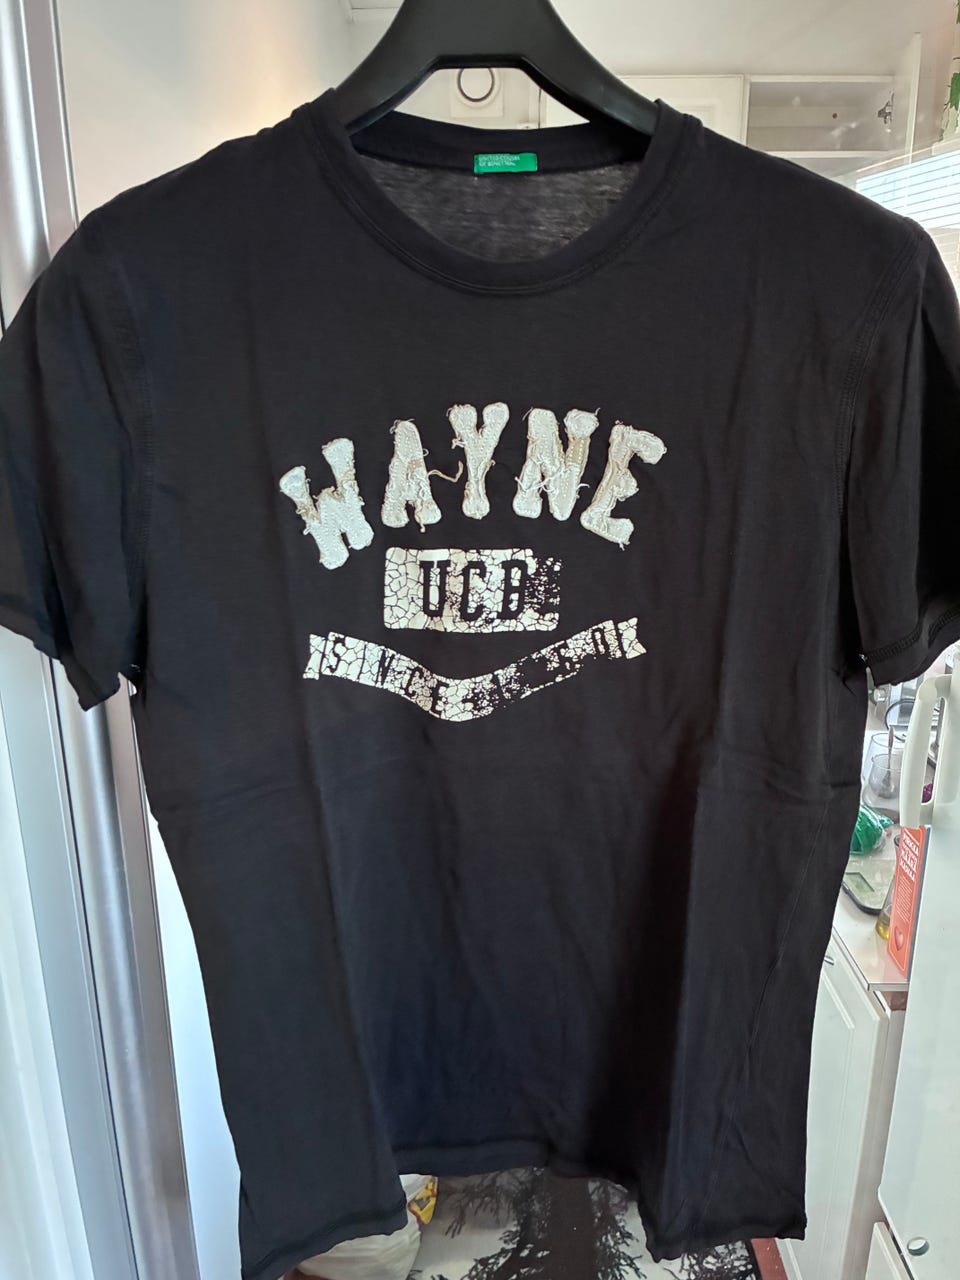 UNITED COLORS
OF BENETTON.
WAYNE
UCB
SINCE